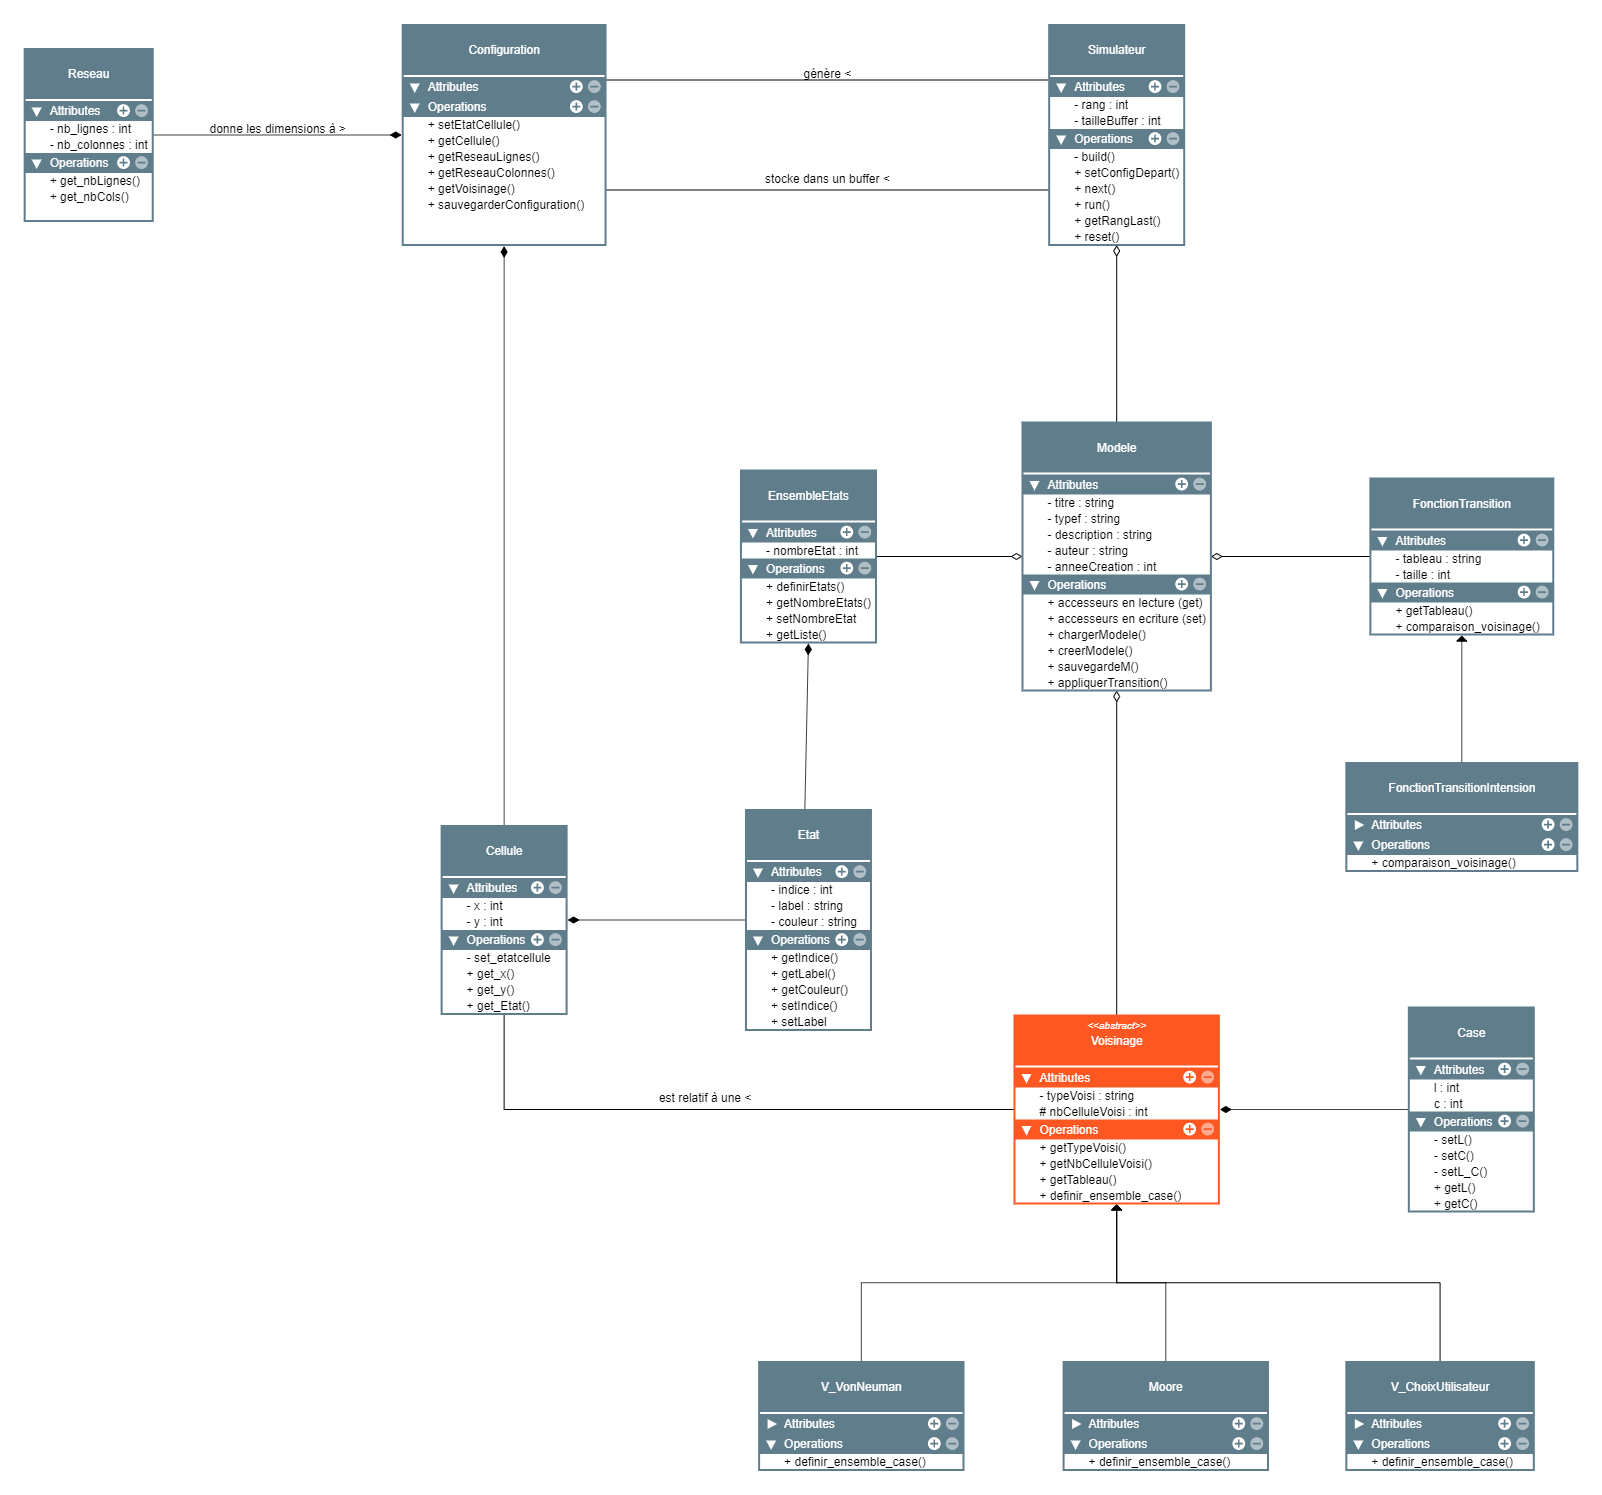 Reseau
Attributes
- nb_lignes : int
- nb_colonnes : int
Operations
+ get_nbLignes()
+ get_nbCols()
donne les dimensions à >
Configuration
Attributes
Operations
+ setEtatCellule()
+ getCellule()
+ getReseauLignes()
+ getReseauColonnes()
+ getVoisinage()
+ sauvegarderConfiguration()
génère <
stocke dans un buffer <
Simulateur
Attributes
- rang : int
- tailleBuffer : int
Operations
- build()
+ setConfigDepart()
+ next()
+ run()
+ getRangLast()
+ reset()
EnsembleEtats
Attributes
- nombreEtat : int
Operations
+ definirEtats()
+ getNombreEtats()
+ setNombreEtat
+ getListe()
Modele
Attributes
- titre : string
- typef : string
- description : string
- auteur : string
- anneeCreation : int
Operations
+ accesseurs en lecture (get)
+ accesseurs en ecriture (set)
+ chargerModele()
+ creerModele()
+ sauvegardeM()
+ appliquerTransition()
FonctionTransition
Attributes
- tableau : string
- taille : int
Operations
+ getTableau()
+ comparaison_voisinage()
FonctionTransitionIntension
Attributes
Operations
+ comparaison_voisinage()
Cellule
Attributes
- x : int
- y : int
Operations
- set_etatcellule
+ get_x()
+ get_y()
+ get_Etat()
Etat
Attributes
- indice : int
- label : string
- couleur : string
Operations
+ getIndice()
+ getLabel()
+ getCouleur()
+ setIndice()
+ setLabel
est relatif à une <
<<abstract>>
Voisinage
Attributes
- typeVoisi : string
# nbCelluleVoisi : int
Operations
+ getTypeVoisi()
+ getNbCelluleVoisi()
+ getTableau()
+ definir_ensemble_case()
Case
Attributes
l : int
c : int
Operations
- setL()
- setC()
- setL_C()
+ getL()
+ getC()
V_VonNeuman
Attributes
Operations
+ definir_ensemble_case()
Moore
Attributes
Operations
+ definir_ensemble_case()
V_ChoixUtilisateur
Attributes
Operations
+ definir_ensemble_case()